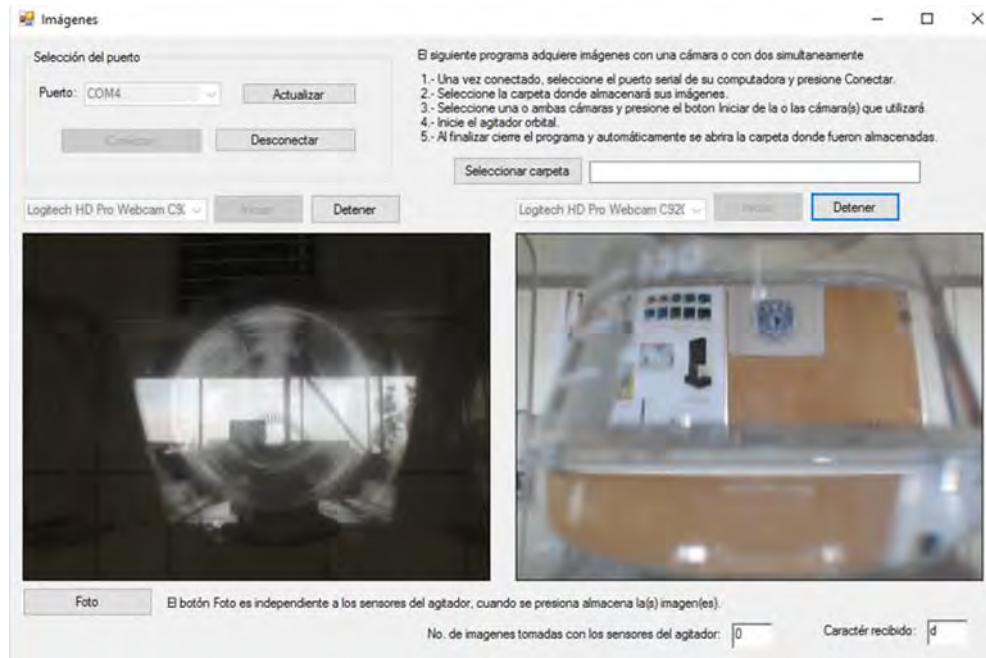 Imágenes
Selección del puerto
Puerto: COM4
Actualizar
Conectar
Desconectar
El siguiente programa adquiere imágenes con una cámara o con dos simultaneamente
1.- Una vez conectado, seleccione el puerto serial de su computadora y presione Conectar.
2.- Seleccione la carpeta donde almacenará sus imágenes.
3.- Seleccione una o ambas cámaras y presione el boton Iniciar de la o las cámara(s) que utilizará.
4.- Inicie el agitador orbital.
5.- Al finalizar cierre el programa y automáticamente se abrira la carpeta donde fueron almacenadas.
Seleccionar carpeta
Logitech HD Pro Webcam C92
Iniciar
Detener
Logitech HD Pro Webcam C920
Iniciar
Detener
Foto
El botón Foto es independiente a los sensores del agitador, cuando se presiona almacena la(s) imagen(es).
No. de imagenes tomadas con los sensores del agitador: 0
Caractér recibido: d